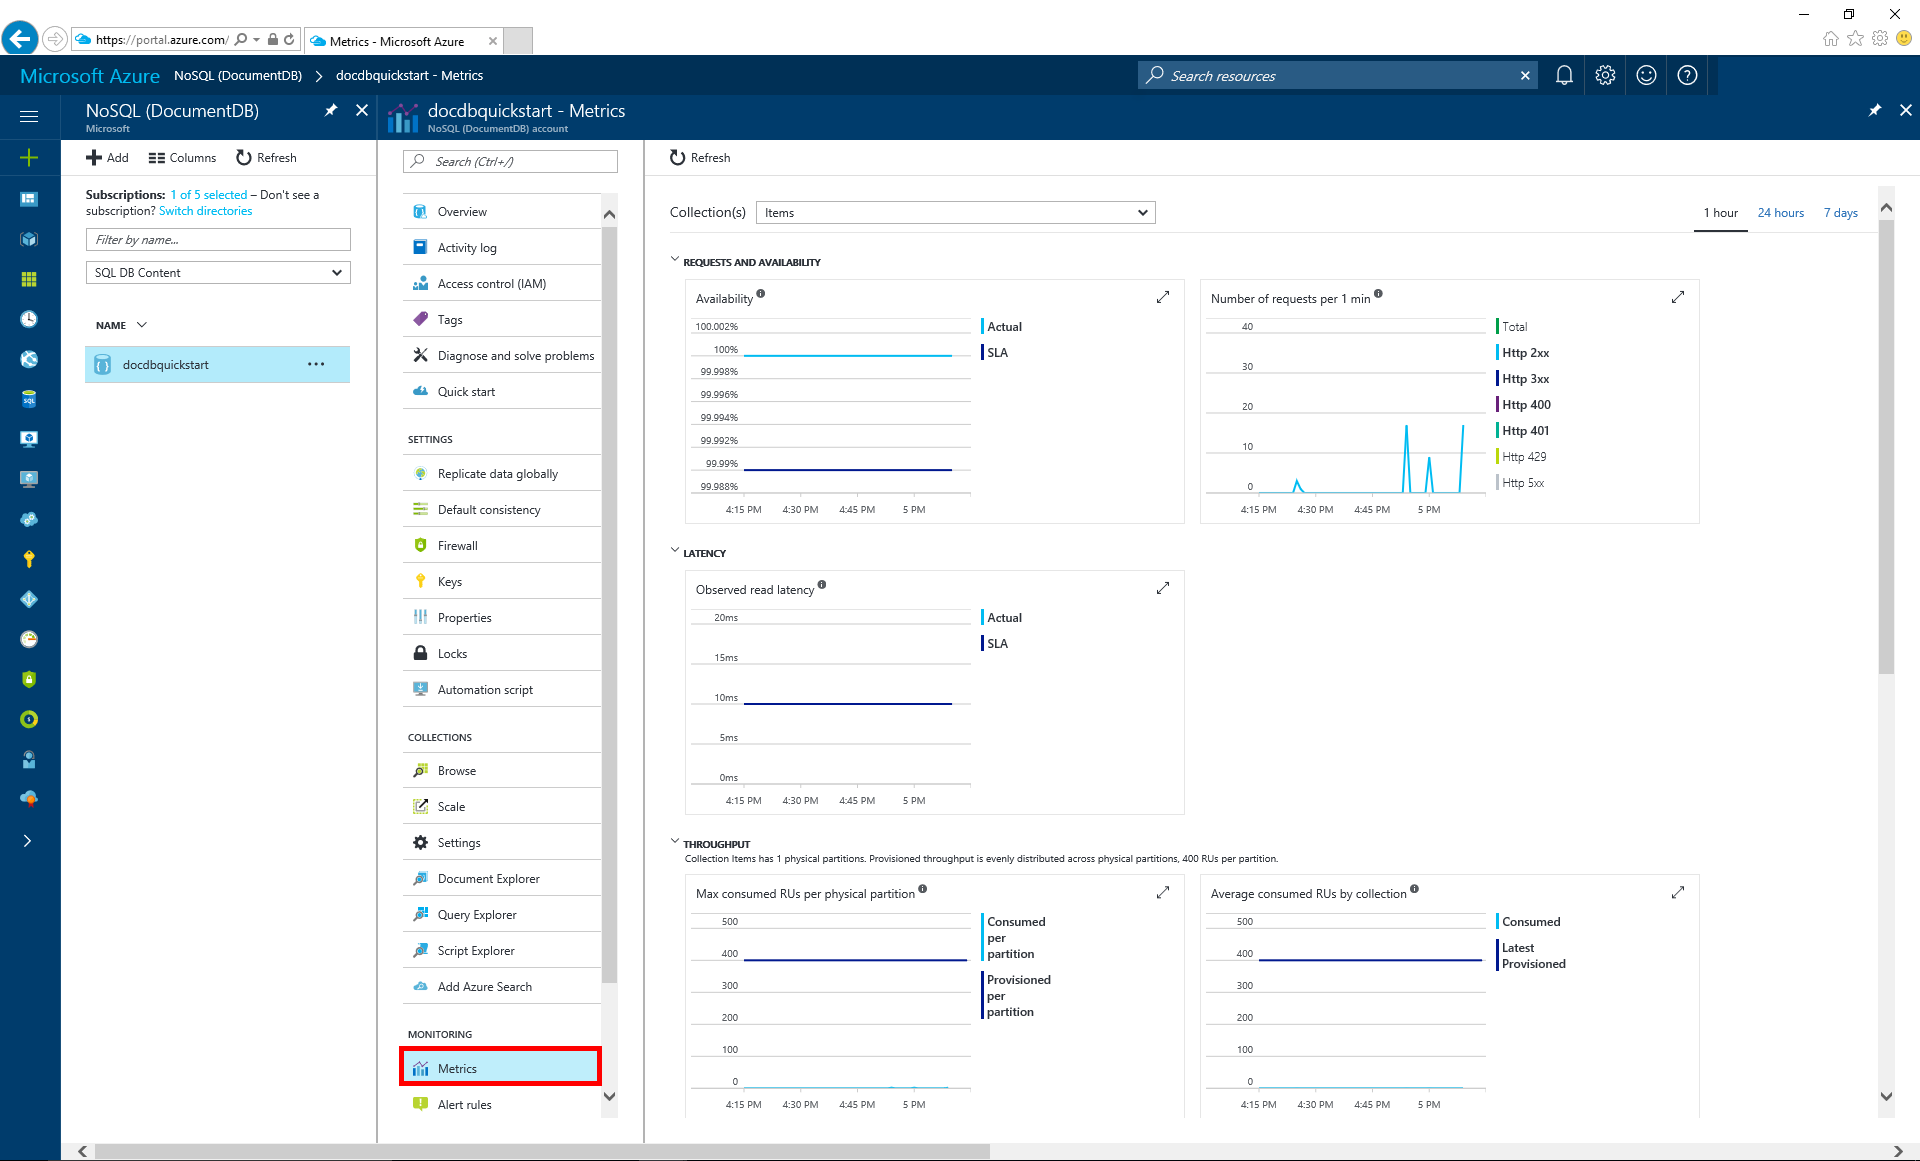 https://portal.azure.com/
Metrics - Microsoft Azure
Microsoft Azure
NoSQL (DocumentDB)
docdbquickstart - Metrics
Search resources
NoSQL (DocumentDB)
Microsoft
docdbquickstart - Metrics
NoSQL (DocumentDB) account
Add
Columns
Refresh
Subscriptions: 1 of 5 selected – Don't see a
subscription? Switch directories
Filter by name...
SQL DB Content
NAME
docdbquickstart
SQL
Search (Ctrl+/)
Overview
Activity log
Access control (IAM)
Tags
Diagnose and solve problems
Quick start
SETTINGS
Replicate data globally
Default consistency
Firewall
Keys
Properties
Locks
Automation script
COLLECTIONS
Browse
Scale
Settings
Document Explorer
Query Explorer
Script Explorer
Add Azure Search
MONITORING
Metrics
Alert rules
Refresh
Collection(s)
Items
1 hour
24 hours
7 days
REQUESTS AND AVAILABILITY
Availability
100.002%
100%
99.998%
99.996%
99.994%
99.992%
99.99%
99.988%
4:15 PM
4:30 PM
4:45 PM
5 PM
Actual
SLA
Number of requests per 1 min
40
30
20
10
0
4:15 PM
4:30 PM
4:45 PM
5 PM
Total
Http 2xx
Http 3xx
Http 400
Http 401
Http 429
Http 5xx
LATENCY
Observed read latency
20ms
15ms
10ms
5ms
0ms
4:15 PM
4:30 PM
4:45 PM
5 PM
Actual
SLA
THROUGHPUT
Collection Items has 1 physical partitions. Provisioned throughput is evenly distributed across physical partitions, 400 RUs per partition.
Max consumed RUs per physical partition
500
400
300
200
100
0
4:15 PM
4:30 PM
4:45 PM
5 PM
Consumed
per
partition
Provisioned
per
partition
Average consumed RUs by collection
500
400
300
200
100
0
4:15 PM
4:30 PM
4:45 PM
5 PM
Consumed
Latest
Provisioned